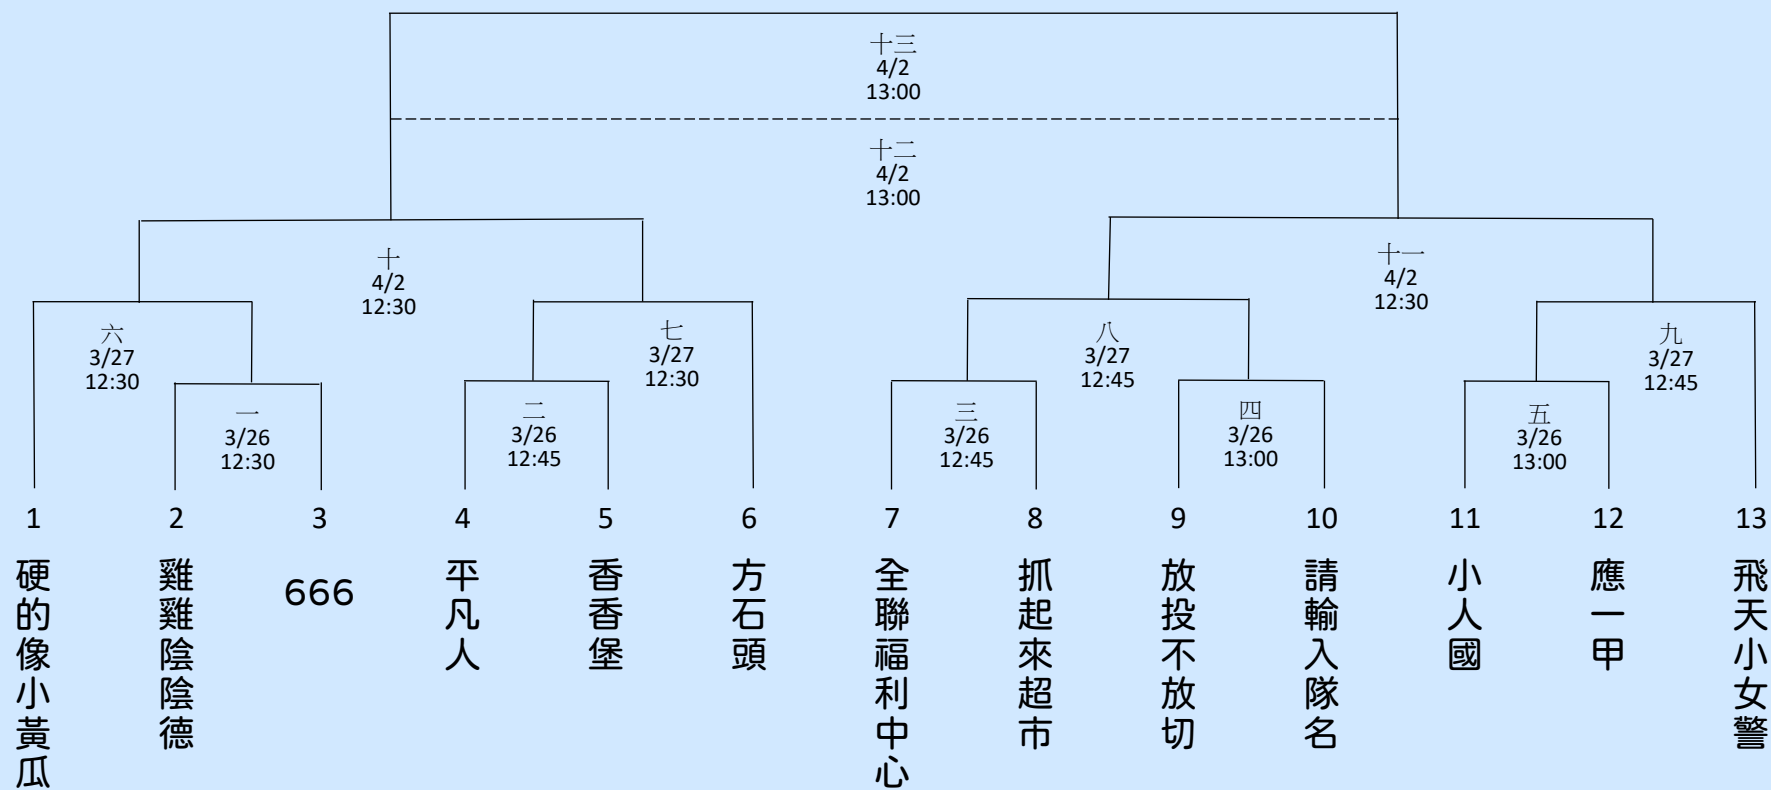 十三
4/2
13:00
十二
4/2
13:00
十
4/2
12:30
十一
4/2
12:30
六
3/27
12:30
七
3/27
12:30
八
3/27
12:45
九
3/27
12:45
一
3/26
12:30
二
3/26
12:45
三
3/26
12:45
四
3/26
13:00
五
3/26
13:00
1
2
3
4
5
6
7
8
9
10
11
12
13
硬的像小黃瓜
雞雞陰陰德
666
平凡人
香香堡
方石頭
全聯福利中心
抓起來超市
放投不放切
請輸入隊名
小人國
應一甲
飛天小女警